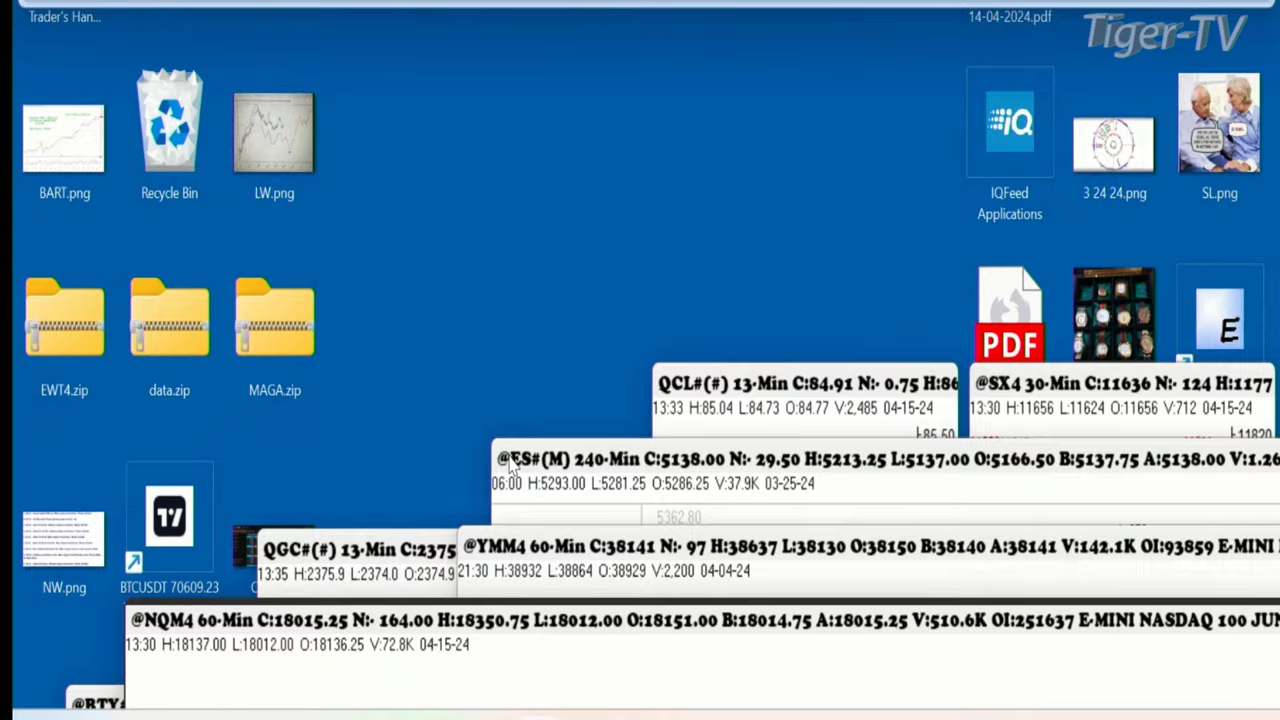 Trader's Han...
14-04-2024.pdf
Tiger-TV
BART.png
Recycle Bin
LW.png
iQ
IQFeed
Applications
3 24 24.png
SL.png
EWT4.zip
data.zip
MAGA.zip
PDF
E
QCL#(#) 13-Min C:84.91 N:- 0.75 H:86
13:33 H:85.04 L:84.73 O:84.77 V:2,485 04-15-24
85.50
@SX4 30-Min C:11636 N:- 124 H:1177
13:30 H:11656 L:11624 O:11656 V:712 04-15-24
11820
@ES#(M) 240-Min C:5138.00 N:- 29.50 H:5213.25 L:5137.00 O:5166.50 B:5137.75 A:5138.00 V:1.26
06:00 H:5293.00 L:5281.25 O:5286.25 V:37.9K 03-25-24
5362.80
NW.png
BTCUSDT 70609.23
QGC#(#) 13-Min C:2375
13:35 H:2375.9 L:2374.0 O:2374.9
@YMM4 60-Min C:38141 N:- 97 H:28637 L:38130 O:38150 B:38140 A:38141 V:142.1K OI:93859 E-MINI
21:30 H:38932 L:38864 O:38929 V:2,200 04-04-24
@NQM4 60-Min C:18015.25 N:- 164.00 H:18350.75 L:18012.00 O:18151.00 B:18014.75 A:18015.25 V:510.6K OI:251637 E-MINI NASDAQ 100 JUN
13:30 H:18137.00 L:18012.00 O:18136.25 V:72.8K 04-15-24
@BTY